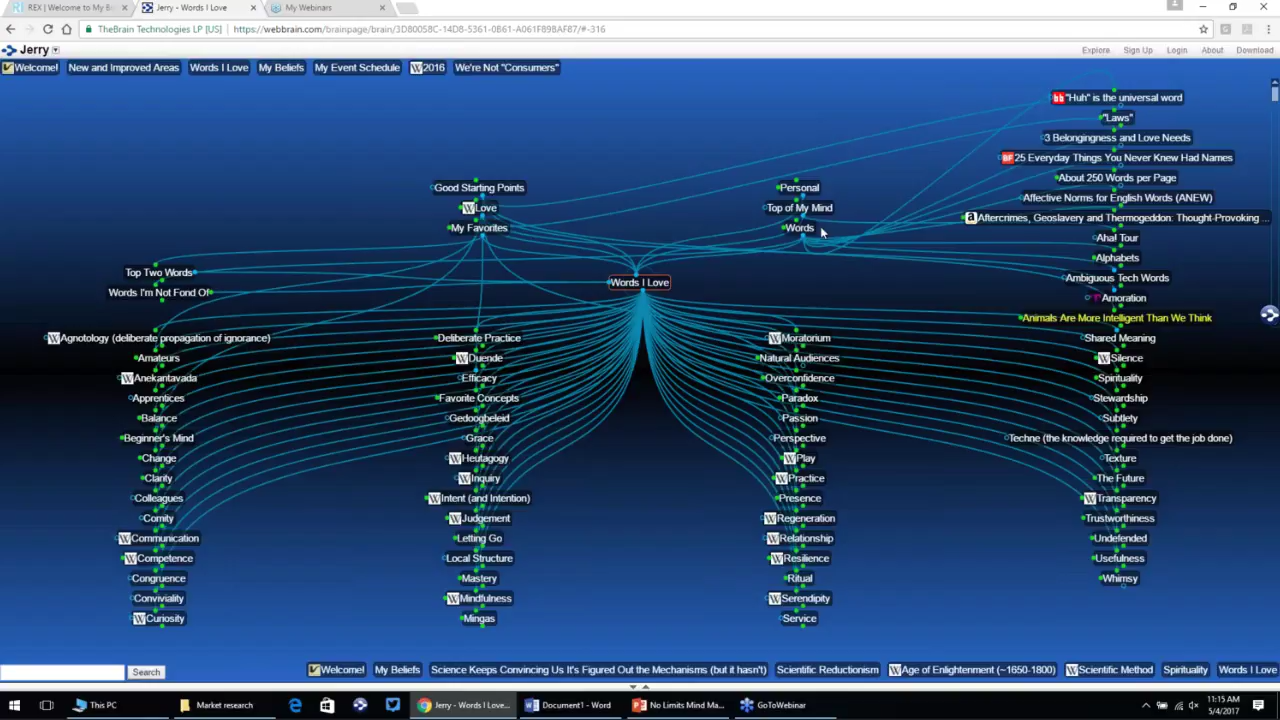 REX | Welcome to My B
Jerry - Words I Love
My Webinars
TheBrain Technologies LP [US]
https://webbrain.com/brainpage/brain/3D80058C-14D8-5361-0B61-A061F89BAF87/#-316
Jerry
Explore Sign Up Login About Download
Welcome! New and Improved Areas Words I Love My Beliefs My Event Schedule W 2016 We're Not "Consumers"
"Huh" is the universal word
"Laws"
3 Belongingness and Love Needs
25 Everyday Things You Never Knew Had Names
About 250 Words per Page
Affective Norms for English Words (ANEW)
Aftercrimes, Geoslavery and Thermogeddon: Thought-Provoking ...
Aha! Tour
Alphabets
Ambiguous Tech Words
Amoration
Animals Are More Intelligent Than We Think
Good Starting Points
W Love
My Favorites
Personal
Top of My Mind
Words
Top Two Words
Words I'm Not Fond Of
Words I Love
W Agnotology (deliberate propagation of ignorance)
Amateurs
W Anekantavada
Apprentices
Balance
Beginner's Mind
Change
Clarity
Colleagues
Comity
W Communication
W Competence
Congruence
Conviviality
W Curiosity
Deliberate Practice
W Duende
Efficacy
Favorite Concepts
Gedoogbeleid
Grace
W Heutagogy
W Inquiry
W Intent (and Intention)
W Judgement
Letting Go
Local Structure
Mastery
W Mindfulness
Mingas
W Moratorium
Natural Audiences
Overconfidence
Paradox
Passion
Perspective
W Play
W Practice
Presence
W Regeneration
W Relationship
W Resilience
Ritual
W Serendipity
Service
Shared Meaning
W Silence
Spirituality
Stewardship
Subtlety
Techne (the knowledge required to get the job done)
Texture
The Future
W Transparency
Trustworthiness
Undefended
Usefulness
Whimsy
Search
Welcome! My Beliefs Science Keeps Convincing Us It's Figured Out the Mechanisms (but it hasn't) Scientific Reductionism W Age of Enlightenment (~1650-1800) W Scientific Method Spirituality Words I Love
This PC
Market research
Jerry - Words I Love...
Document1 - Word
No Limits Mind Ma...
GoToWebinar
11:15 AM
5/4/2017